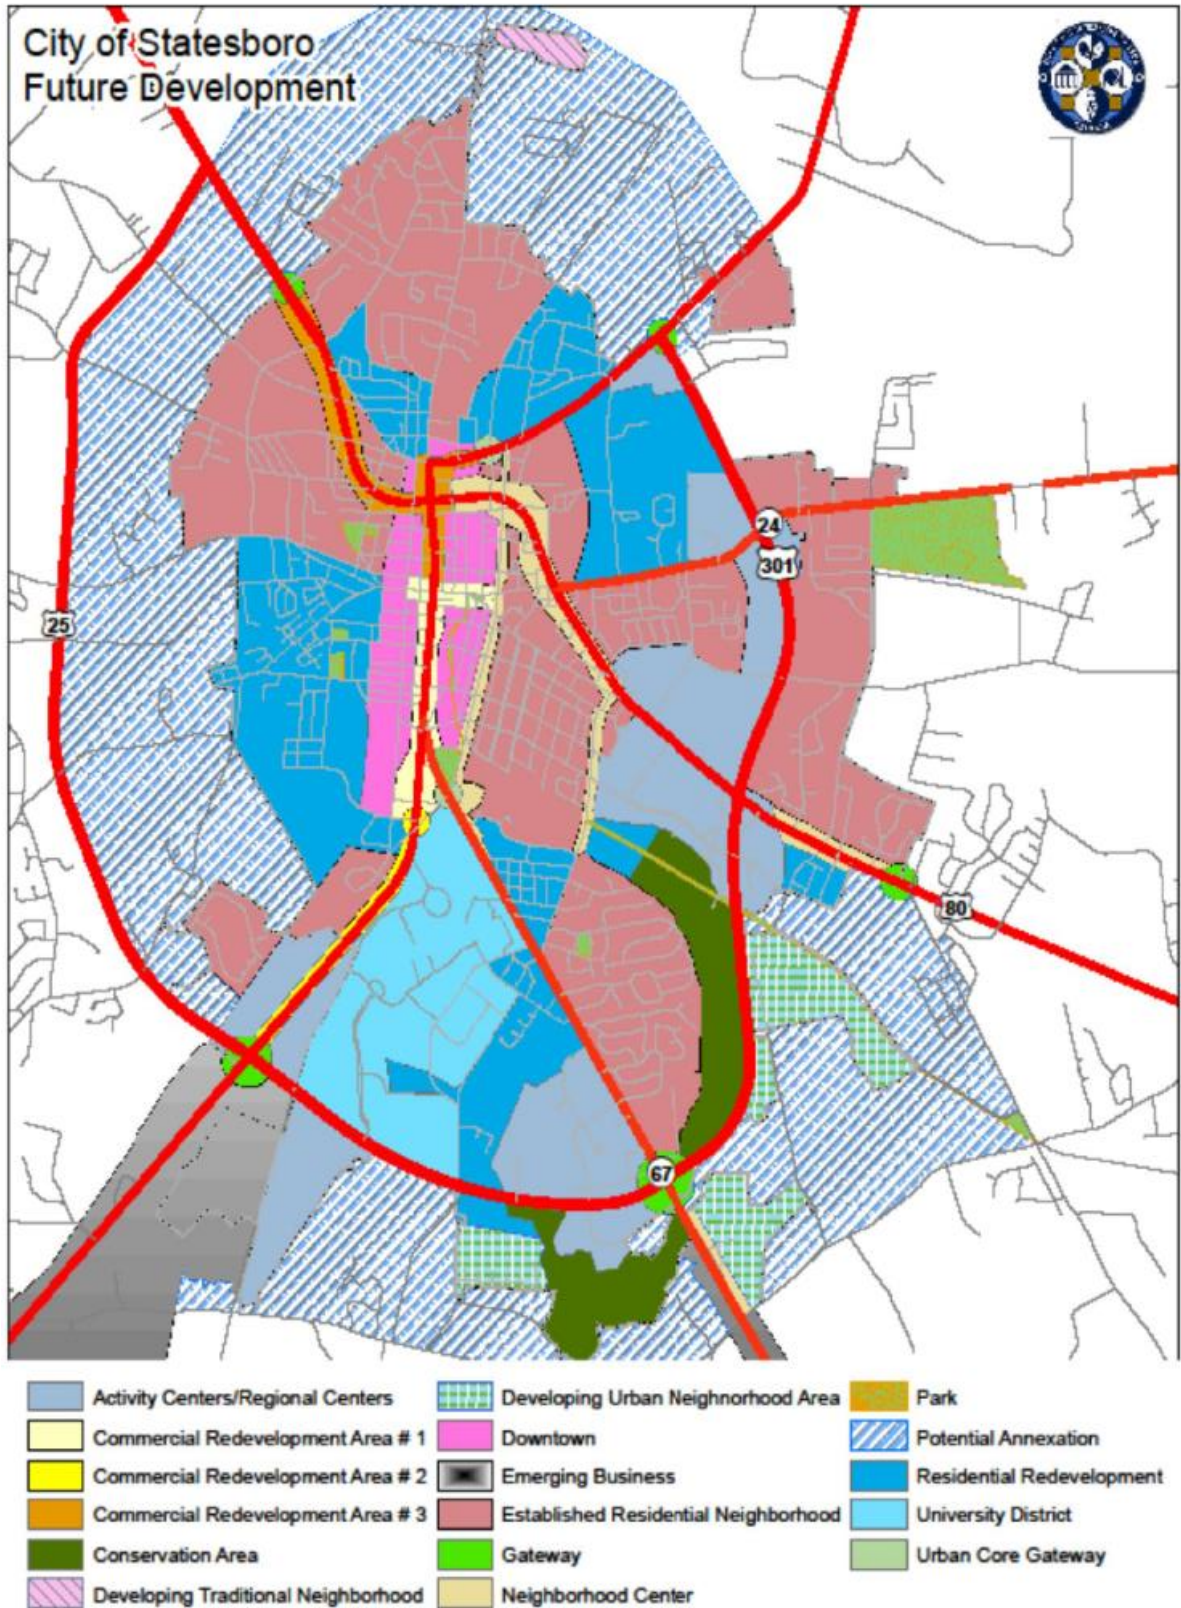 City of Statesboro
Future Development
24
301
25
80
67
Activity Centers/Regional Centers
Commercial Redevelopment Area # 1
Commercial Redevelopment Area # 2
Commercial Redevelopment Area # 3
Conservation Area
Developing Traditional Neighborhood
Developing Urban Neighnorhood Area
Downtown
Emerging Business
Established Residential Neighborhood
Gateway
Neighborhood Center
Park
Potential Annexation
Residential Redevelopment
University District
Urban Core Gateway